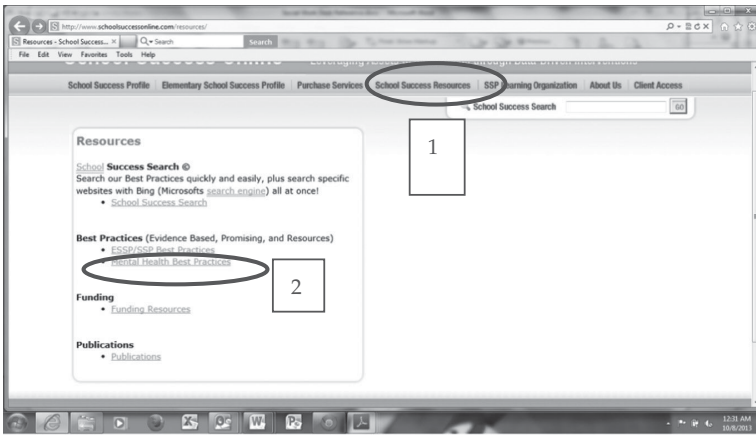 http://www.schoolsuccessonline.com/resources/
Resources - School Success...
Search
Search
File Edit View Favorites Tools Help
School Success Profile | Elementary School Success Profile | Purchase Services | School Success Resources | SSP Learning Organization | About Us | Client Access
School Success Search
GO
1
Resources
School Success Search ©
Search our Best Practices quickly and easily, plus search specific
websites with Bing (Microsofts search engine) all at once!
• School Success Search
Best Practices (Evidence Based, Promising, and Resources)
• ESSP/SSP Best Practices
• Mental Health Best Practices
2
Funding
• Funding Resources
Publications
• Publications
12:31 AM
10/8/2013